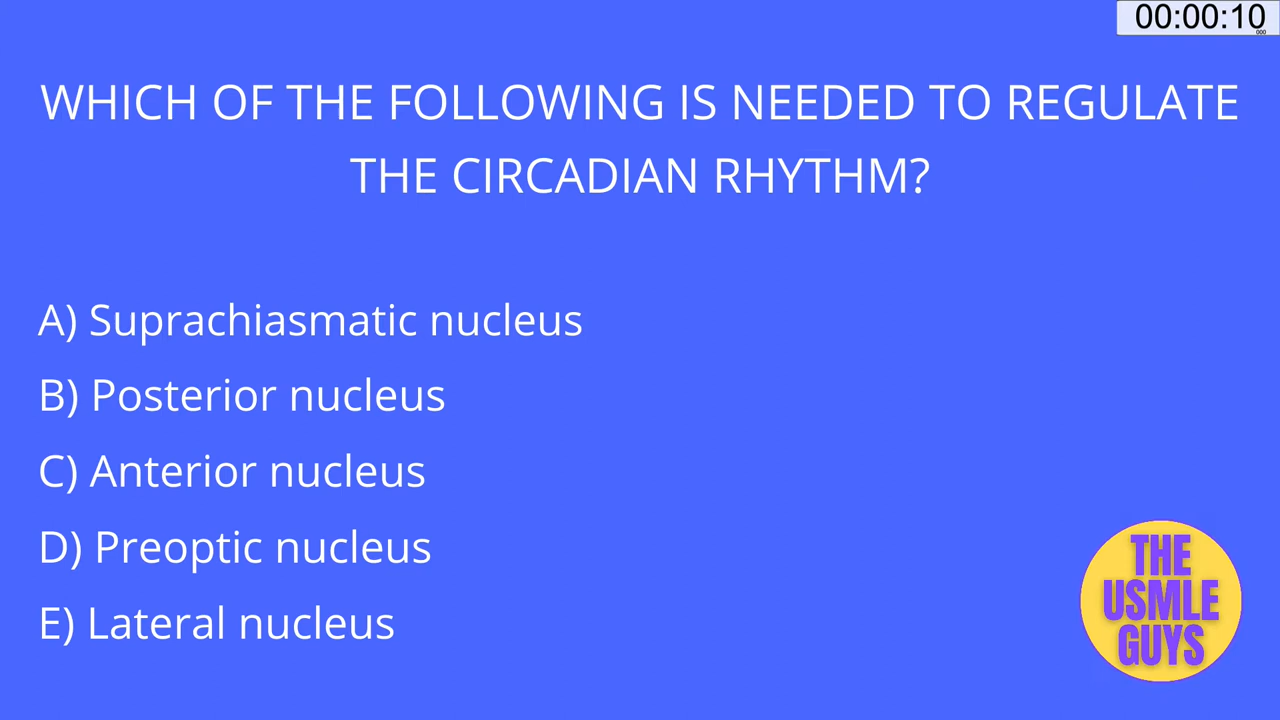 00:00:10
000
WHICH OF THE FOLLOWING IS NEEDED TO REGULATE
THE CIRCADIAN RHYTHM?
A) Suprachiasmatic nucleus
B) Posterior nucleus
C) Anterior nucleus
D) Preoptic nucleus
E) Lateral nucleus
THE
USMLE
GUYS